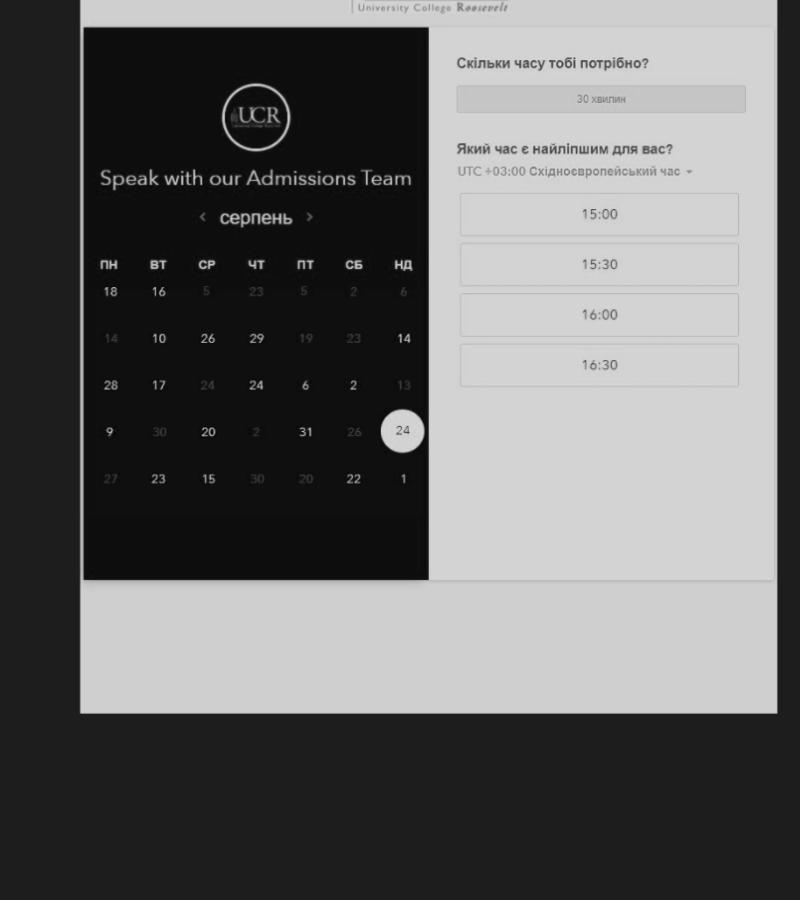 University College Roosevelt
UCR
Speak with our Admissions Team
серпень
ПН ВТ СР ЧТ ПТ СБ НД
18 16 5 23 5 2 6
14 10 26 29 19 23 14
28 17 24 24 6 2 13
9 30 20 2 31 26 24
27 23 15 30 20 22 1
Скільки часу тобі потрібно?
30 хвилин
Який час є найліпшим для вас?
UTC +03:00 Східноєвропейський час
15:00
15:30
16:00
16:30